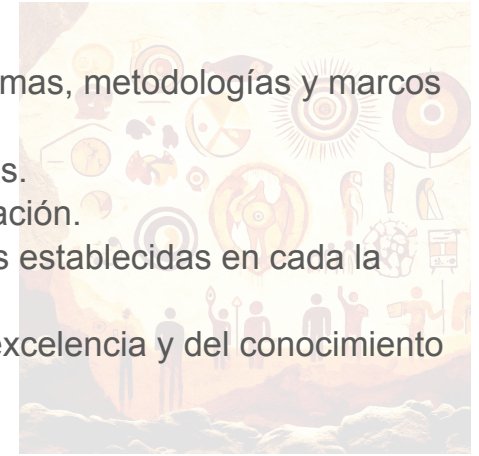 mas, metodologías y marcos
s.
ación.
s establecidas en cada la
excelencia y del conocimiento